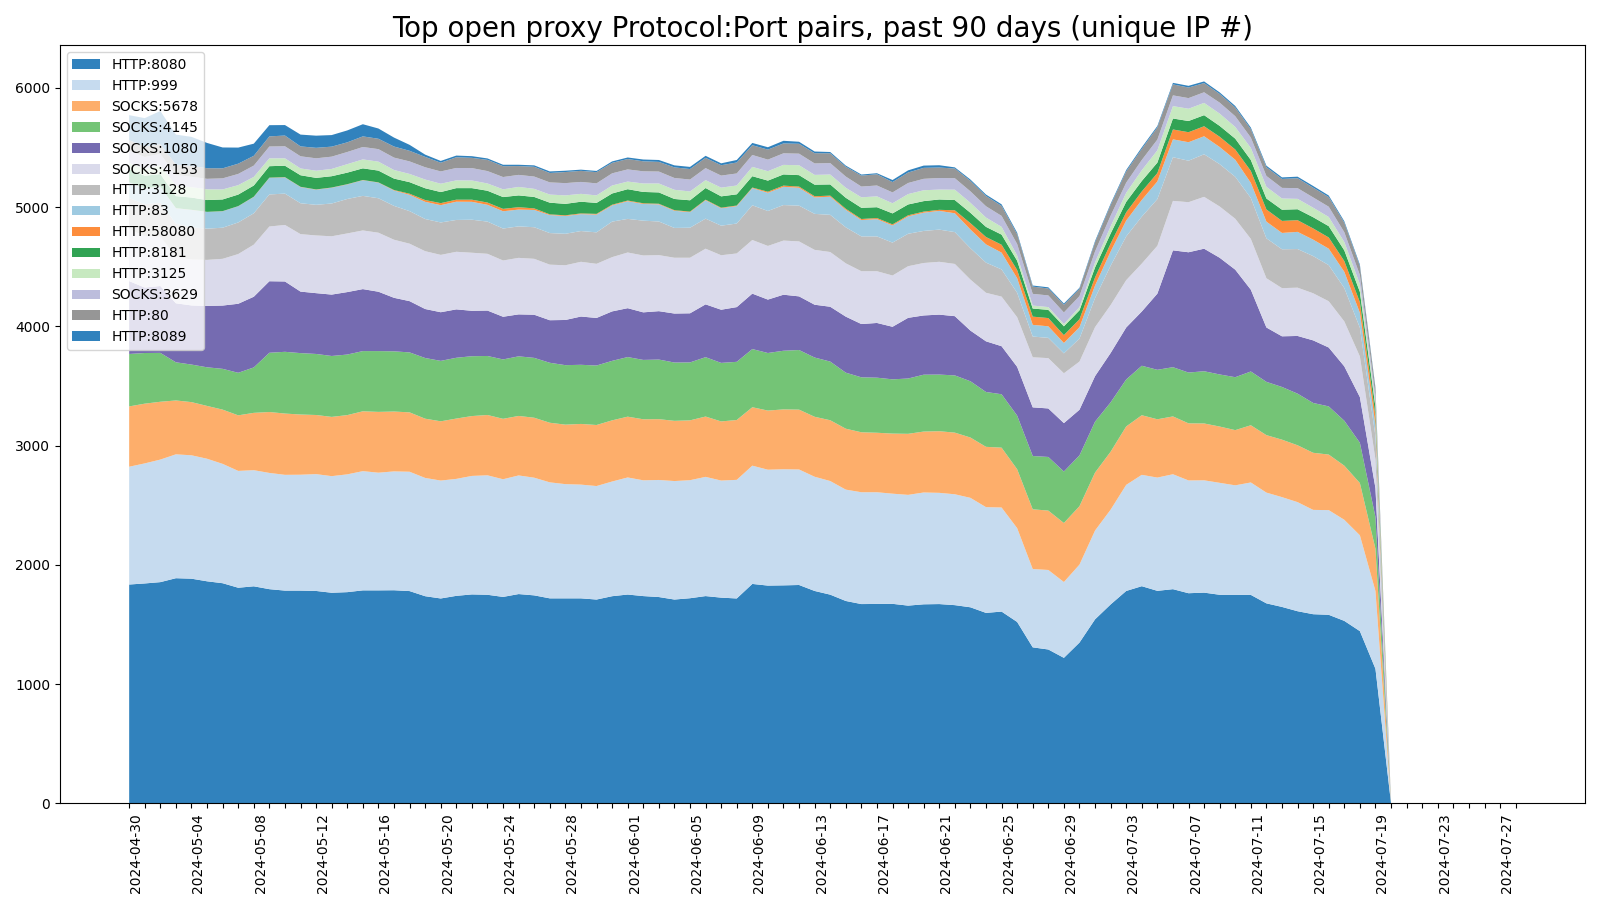 Top open proxy Protocol:Port pairs, past 90 days (unique IP #)
HTTP:8080
HTTP:999
SOCKS:5678
SOCKS:4145
SOCKS:1080
SOCKS:4153
HTTP:3128
HTTP:83
HTTP:58080
HTTP:8181
HTTP:3125
SOCKS:3629
HTTP:80
HTTP:8089
6000
5000
4000
3000
2000
1000
0
2024-04-30
2024-05-04
2024-05-08
2024-05-12
2024-05-16
2024-05-20
2024-05-24
2024-05-28
2024-06-01
2024-06-05
2024-06-09
2024-06-13
2024-06-17
2024-06-21
2024-06-25
2024-06-29
2024-07-03
2024-07-07
2024-07-11
2024-07-15
2024-07-19
2024-07-23
2024-07-27